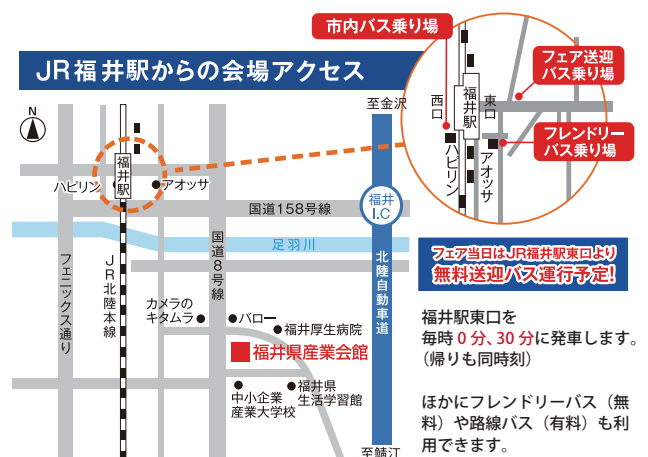 JR福井駅からの会場アクセス
市内バス乗り場
フェア送迎
バス乗り場
フレンドリー
バス乗り場
西口
福井駅
東口
ハピリン
アオッサ
N
至金沢
福井駅
ハピリン
アオッサ
国道158号線
福井
I.C
足羽川
フェニックス通り
JR北陸本線
国道8号線
北陸自動車道
カメラの
キタムラ
バロー
福井厚生病院
福井県産業会館
中小企業
産業大学校
福井県
生活学習館
至鯖江
フェア当日はJR福井駅東口より
無料送迎バス運行予定!
福井駅東口を
毎時 0 分、30 分に発車します。
（帰りも同時刻）
ほかにフレンドリーバス（無
料）や路線バス（有料）も利
用できます。